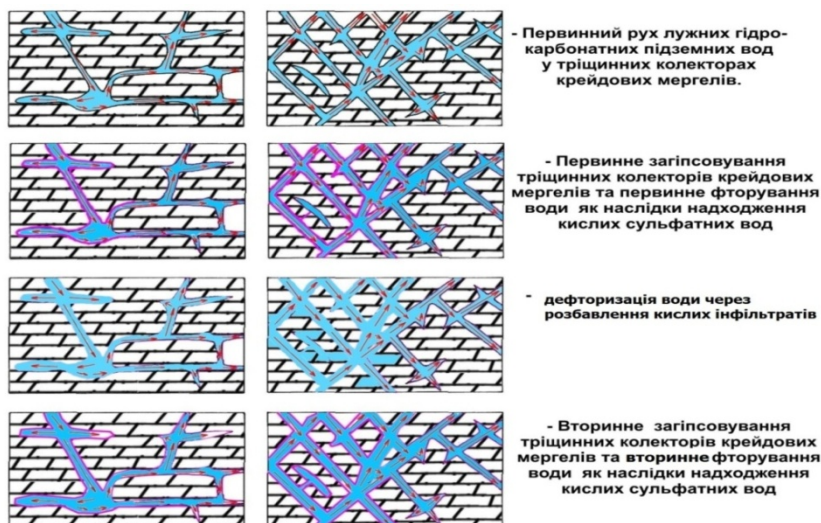 - Первинний рух лужних гідро-
карбонатних підземних вод
у тріщинних колекторах
крейдових мергелів.
- Первинне загіпсовування
тріщинних колекторів крейдових
мергелів та первинне фторування
води як наслідки надходження
кислих сульфатних вод
- дефторизація води через
розбавлення кислих інфільтратів
- Вторинне загіпсовування
тріщинних колекторів крейдових
мергелів та вторинне фторування
води як наслідки надходження
кислих сульфатних вод